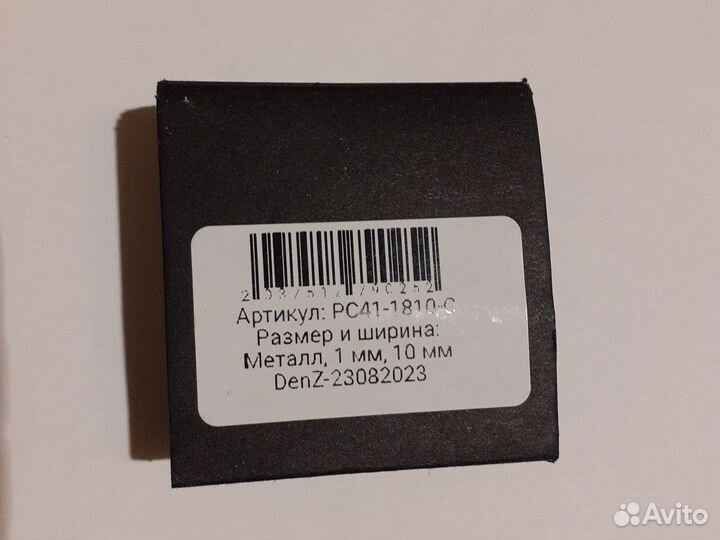 Артикул: PC41-1810-C
Размер и ширина:
Металл, 1 мм, 10 мм
DenZ-23082023
Avito